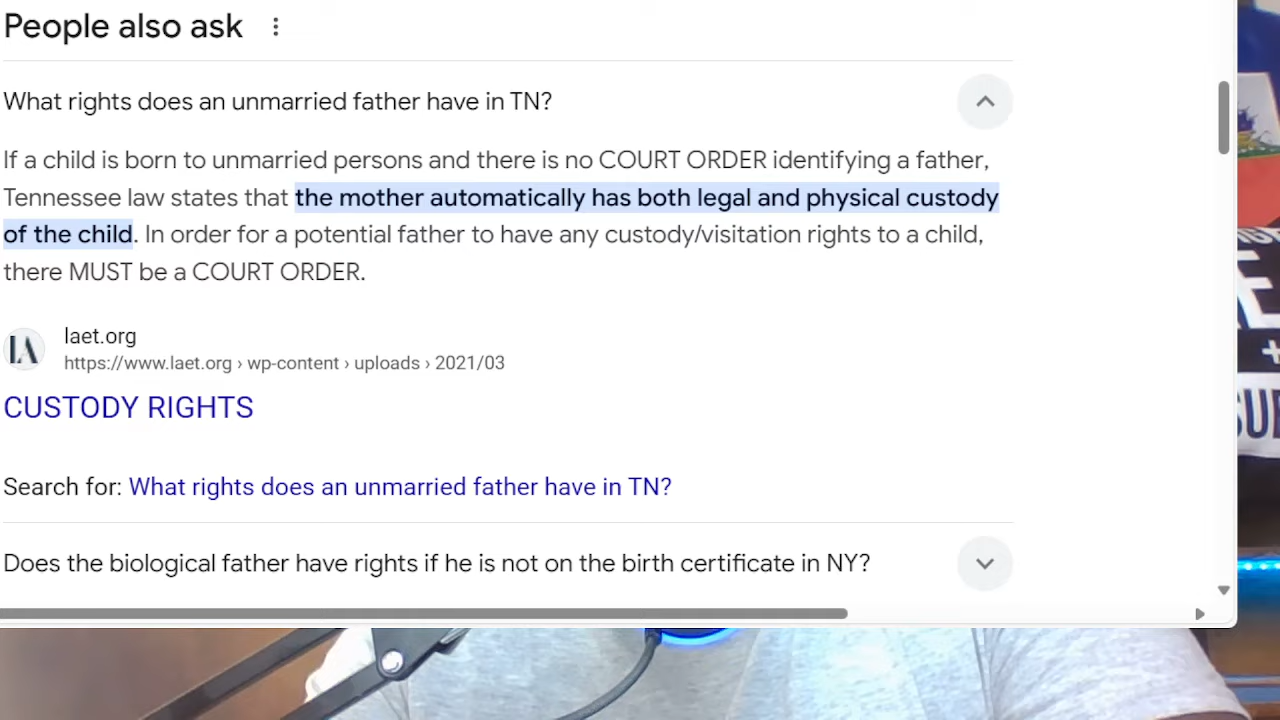 People also ask
What rights does an unmarried father have in TN?
If a child is born to unmarried persons and there is no COURT ORDER identifying a father,
Tennessee law states that the mother automatically has both legal and physical custody
of the child. In order for a potential father to have any custody/visitation rights to a child,
there MUST be a COURT ORDER.
LA
laet.org
https://www.laet.org › wp-content › uploads › 2021/03
CUSTODY RIGHTS
Search for: What rights does an unmarried father have in TN?
Does the biological father have rights if he is not on the birth certificate in NY?